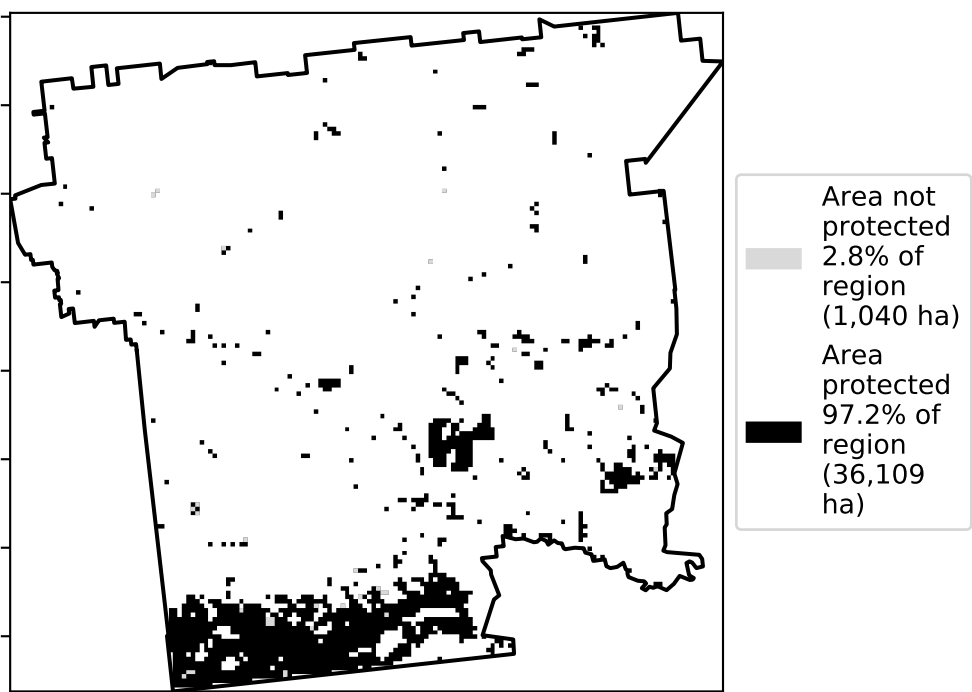 Area not
protected
2.8% of
region
(1,040 ha)
Area
protected
97.2% of
region
(36,109
ha)